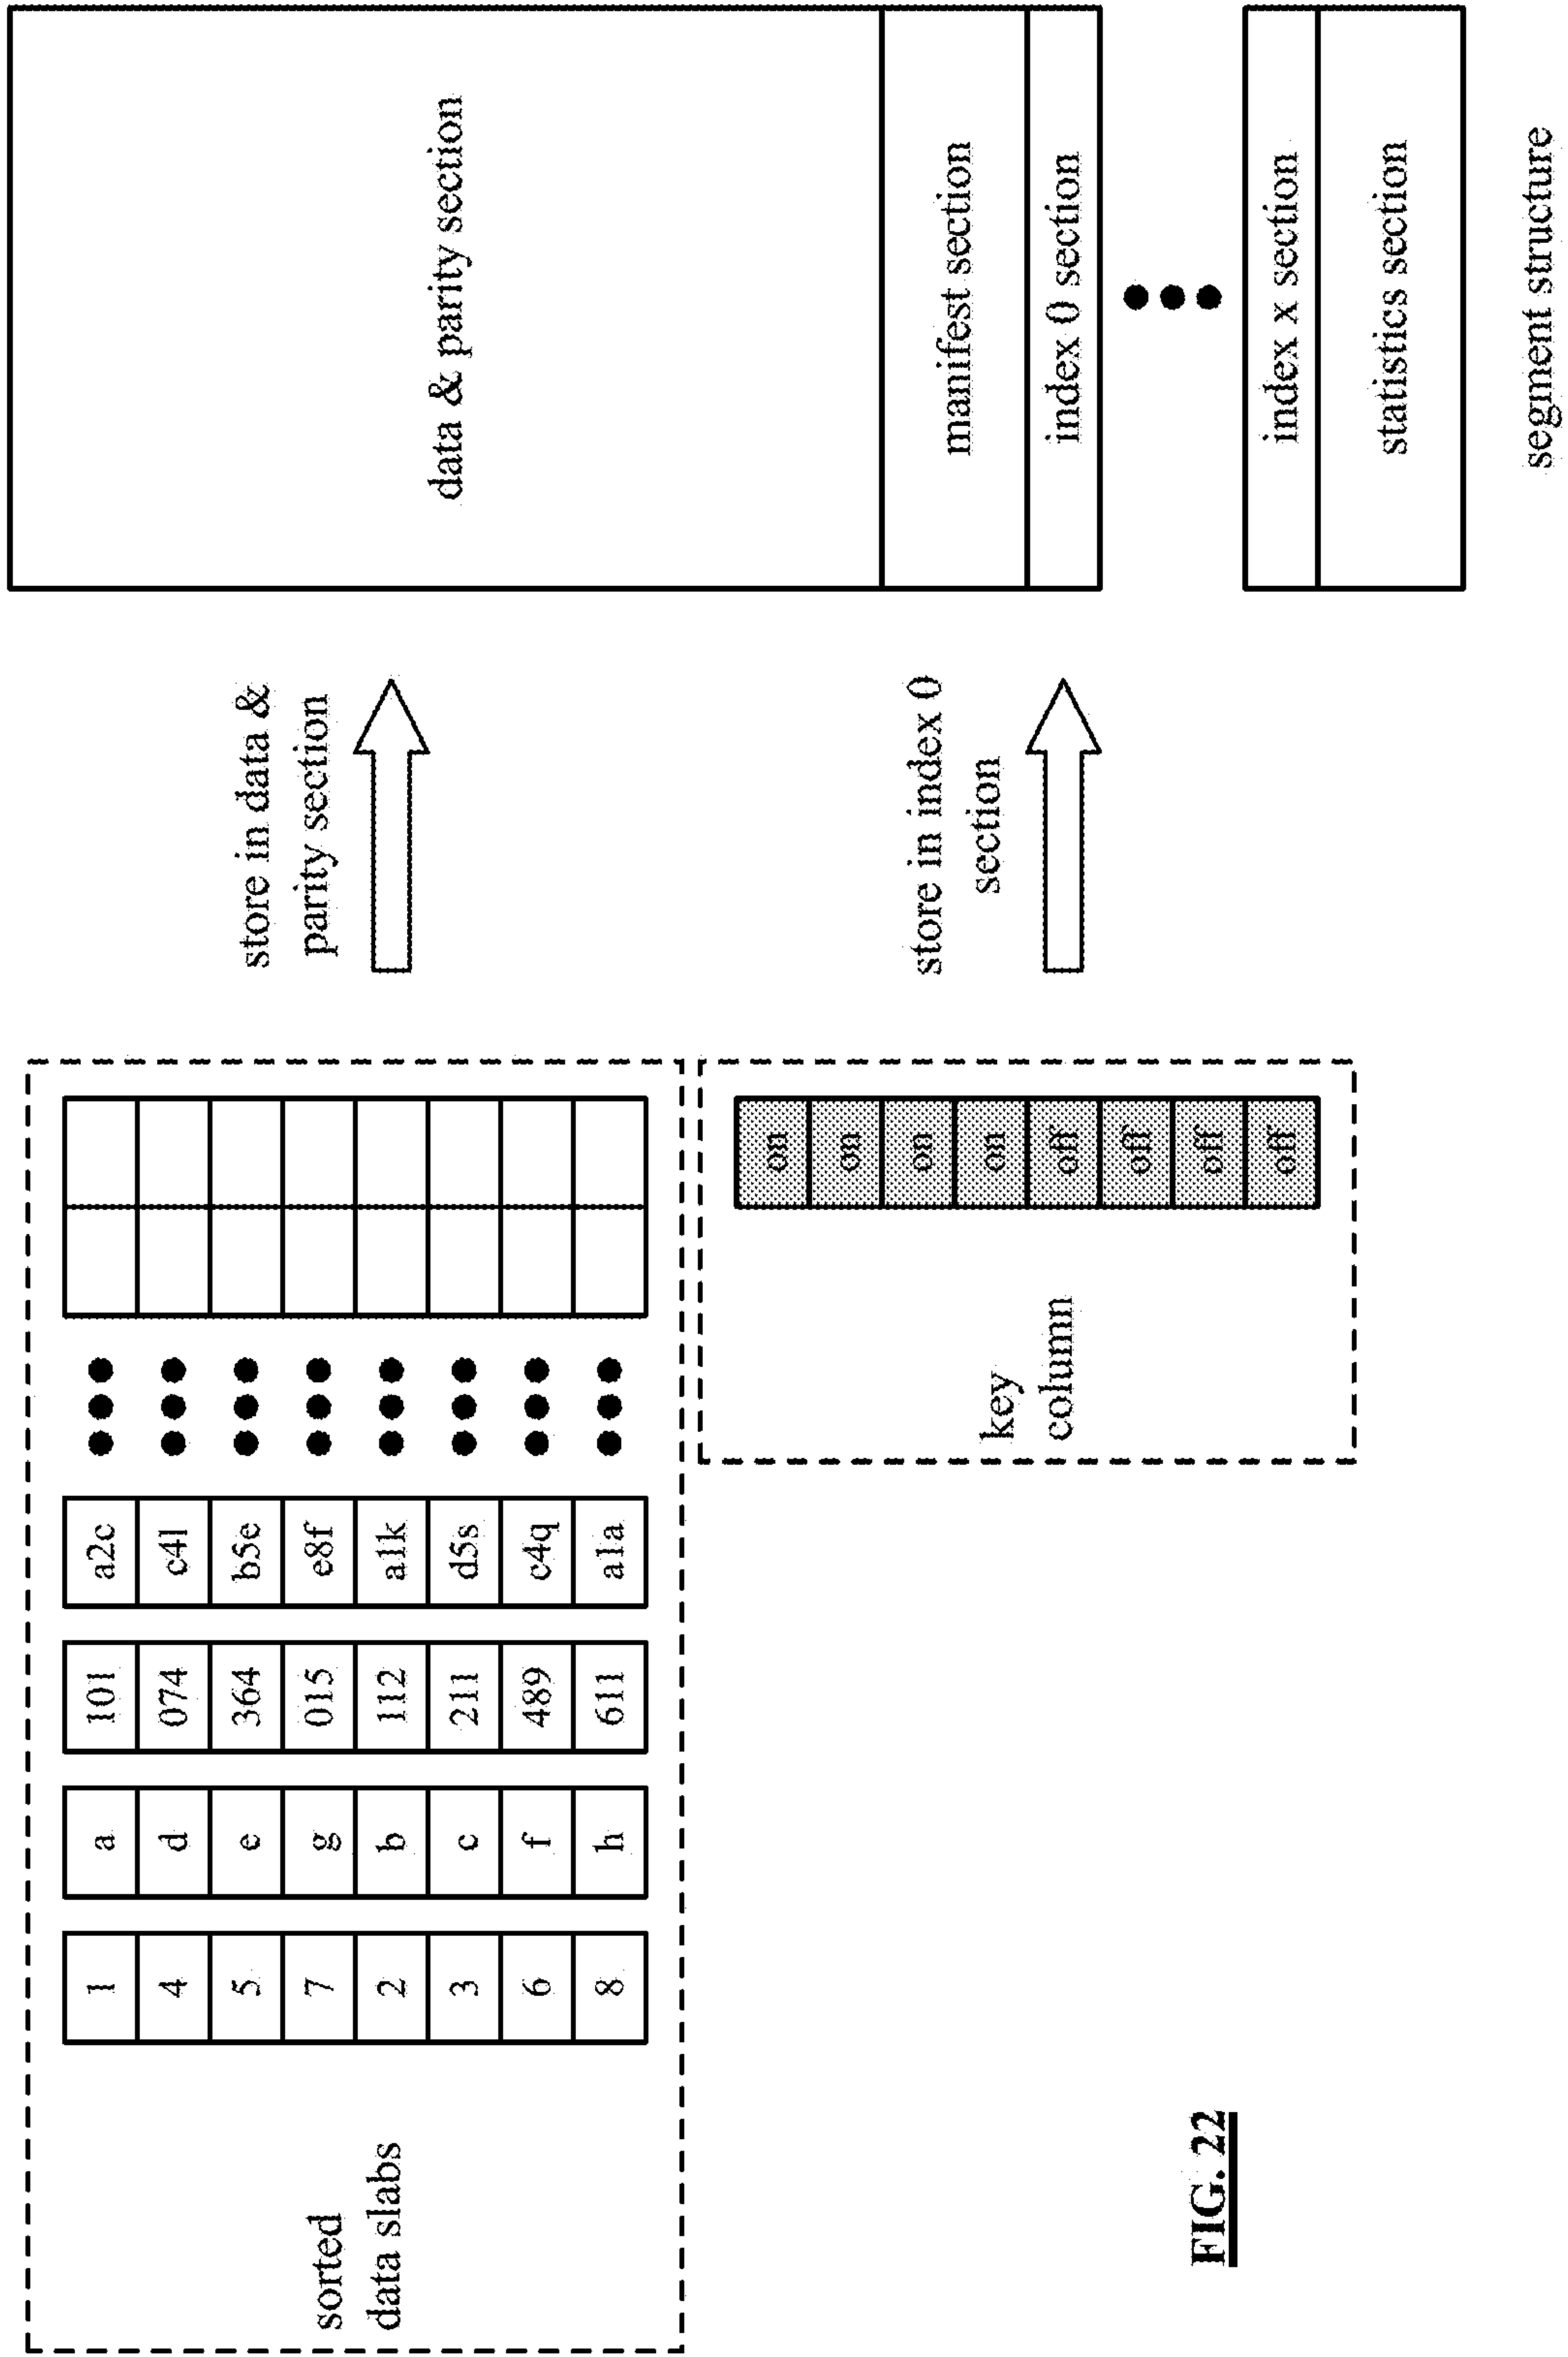 sorted
data slabs
1 a 101 a2c
4 d 074 c4l
5 e 364 b5e
7 g 015 e8f
2 b 112 a1k
3 c 211 d5s
6 f 489 c4q
8 h 611 a1a
store in data &
parity section
data & parity section
key
column
on
on
on
on
off
off
off
off
store in index 0
section
manifest section
index 0 section
index x section
statistics section
segment structure
FIG. 22